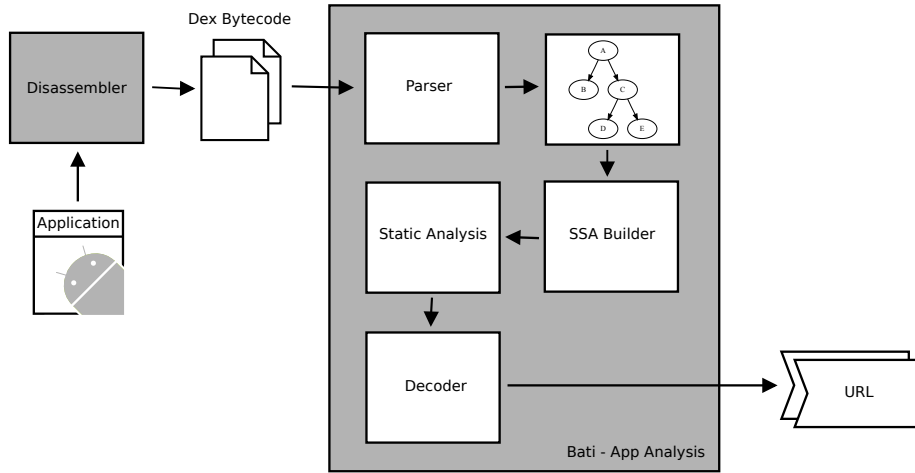 Dex Bytecode
Disassembler
Parser
A
B
C
D
E
Application
Static Analysis
SSA Builder
Decoder
URL
Bati - App Analysis